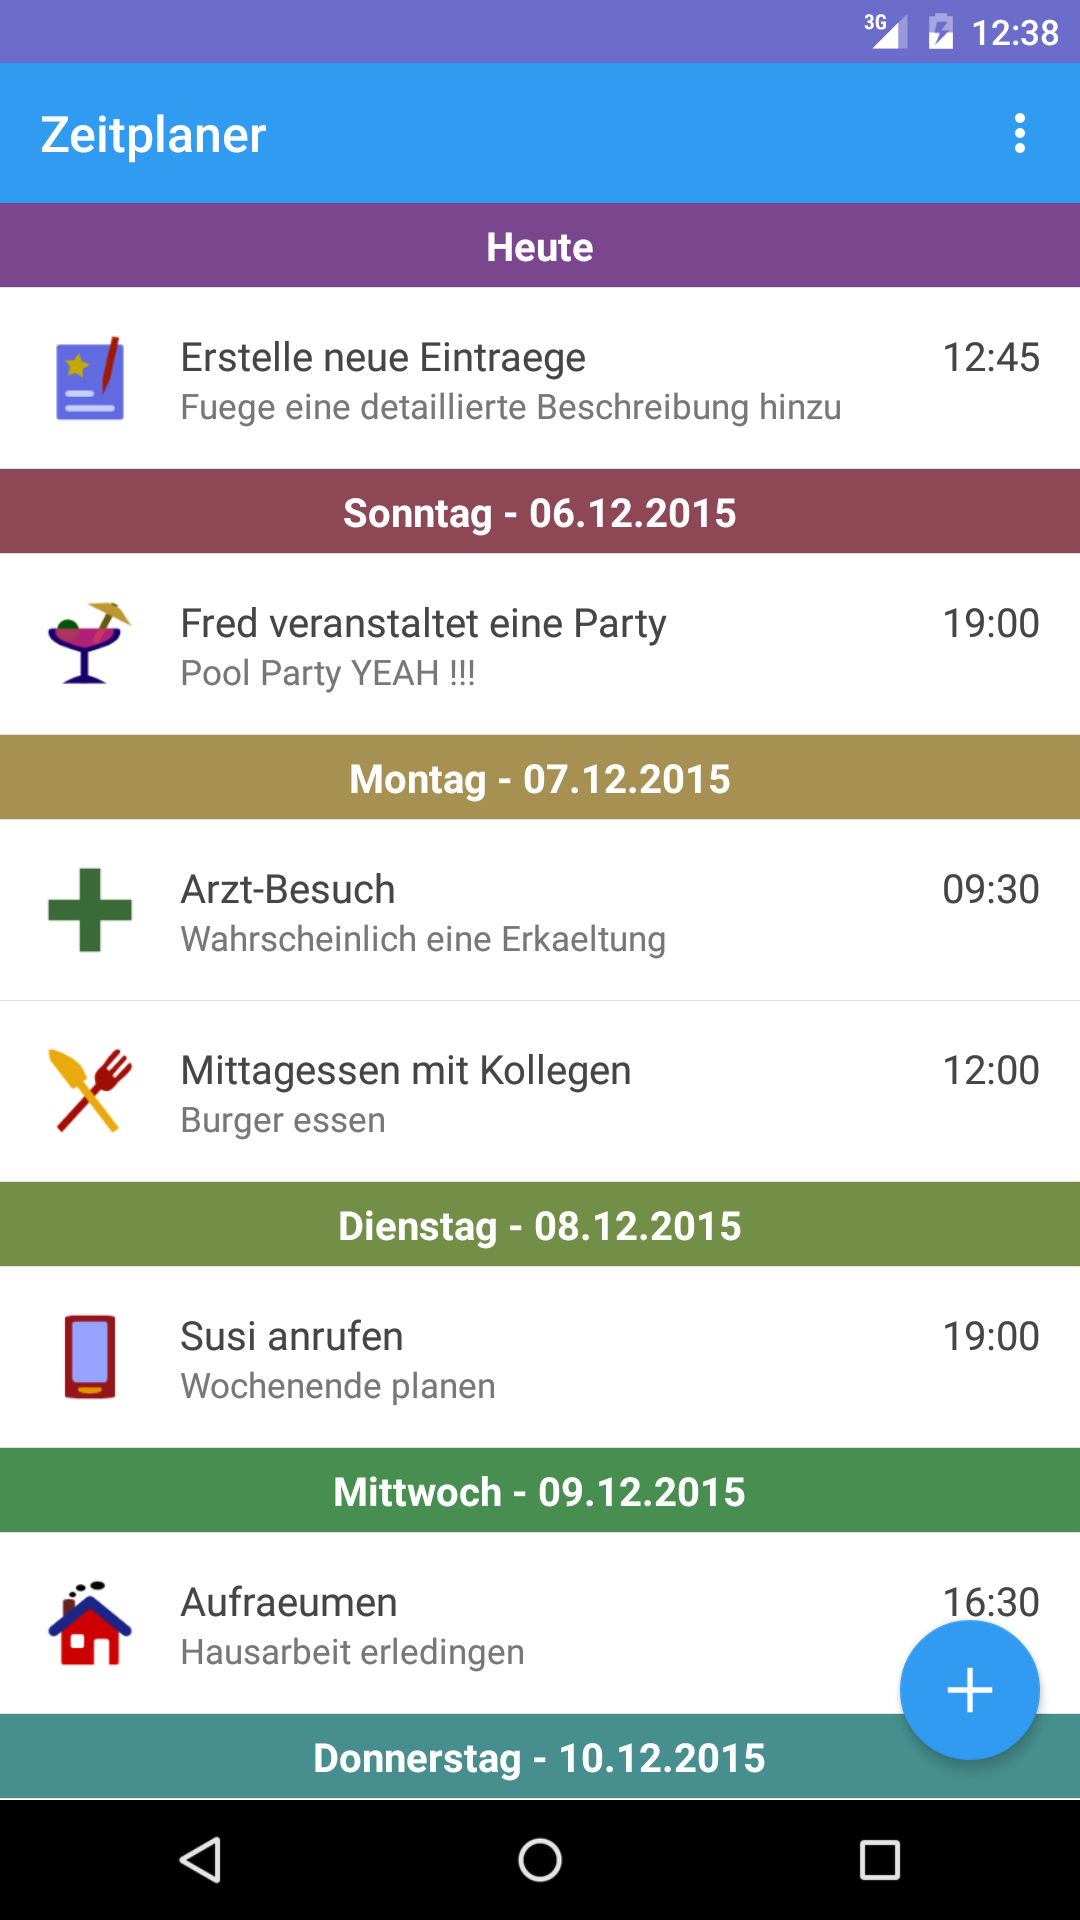 3G 12:38
Zeitplaner
Heute
Erstelle neue Eintraege 12:45
Fuege eine detaillierte Beschreibung hinzu
Sonntag - 06.12.2015
Fred veranstaltet eine Party 19:00
Pool Party YEAH !!!
Montag - 07.12.2015
Arzt-Besuch 09:30
Wahrscheinlich eine Erkaeltung
Mittagessen mit Kollegen 12:00
Burger essen
Dienstag - 08.12.2015
Susi anrufen 19:00
Wochenende planen
Mittwoch - 09.12.2015
Aufraeumen 16:30
Hausarbeit erledingen
Donnerstag - 10.12.2015